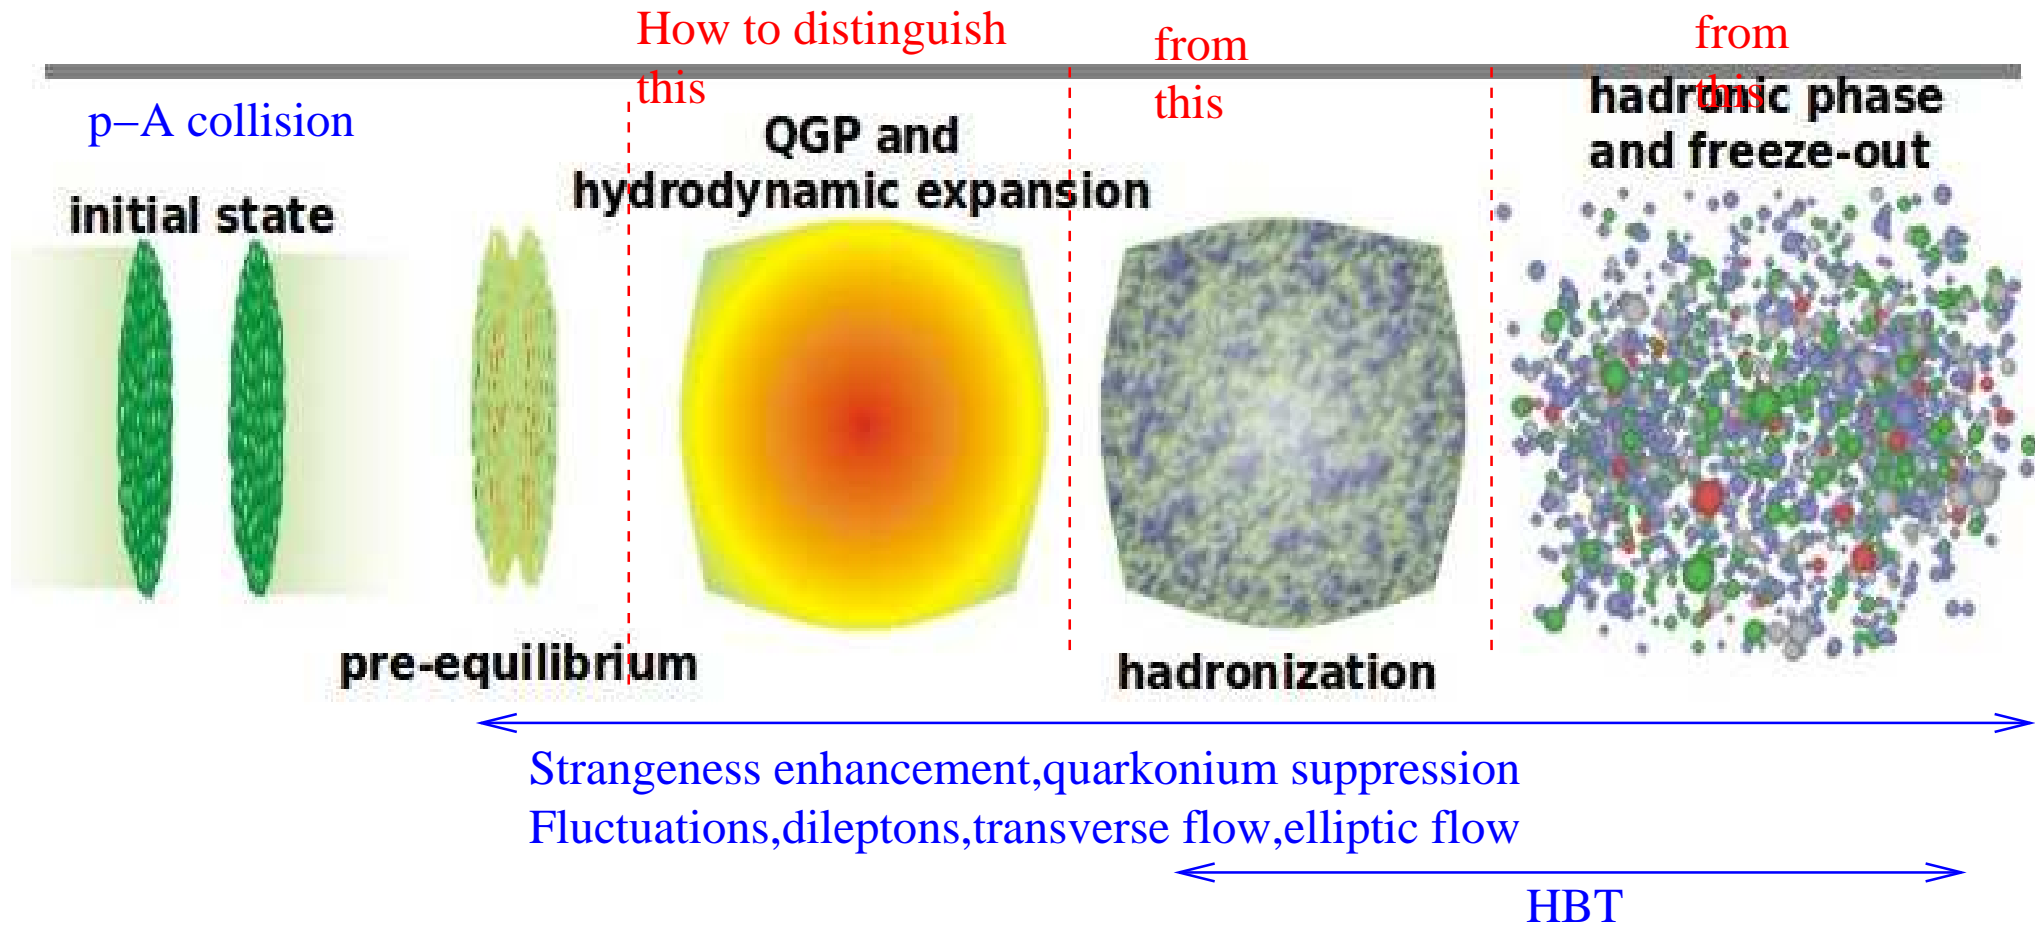 How to distinguish
this
from
this
from
this
p−A collision
initial state
pre-equilibrium
QGP and
hydrodynamic expansion
hadronization
hadronic phase
and freeze-out
Strangeness enhancement,quarkonium suppression
Fluctuations,dileptons,transverse flow,elliptic flow
HBT